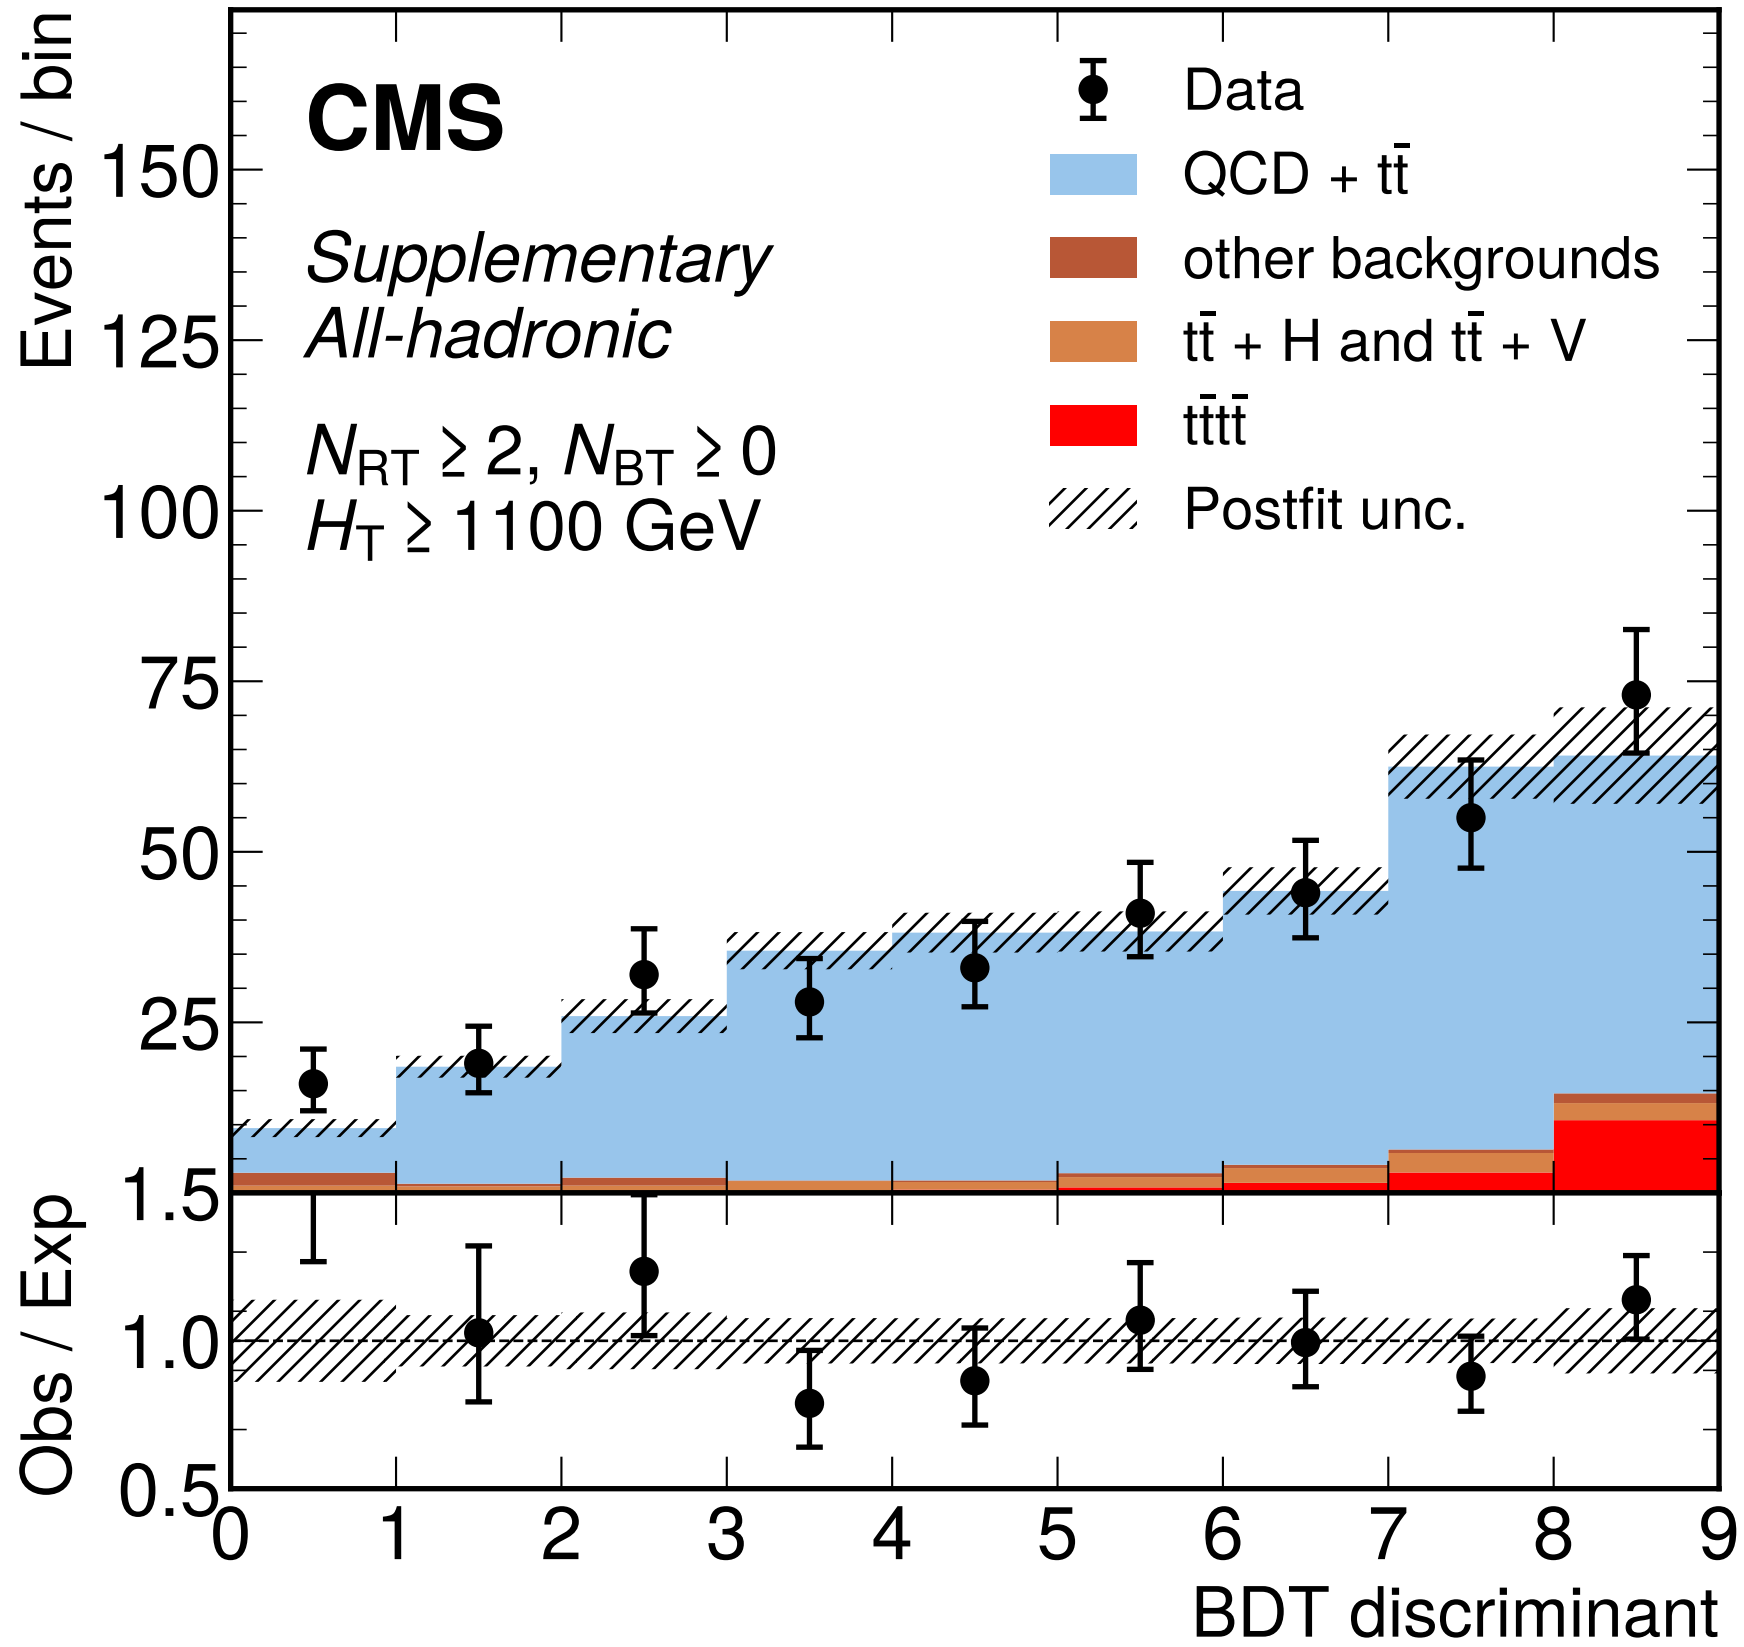 Events / bin
150
125
100
75
50
25
CMS
Supplementary
All-hadronic
N_RT ≥ 2, N_BT ≥ 0
H_T ≥ 1100 GeV
Data
QCD + tt̄
other backgrounds
tt̄ + H and tt̄ + V
tt̄tt̄
Postfit unc.
Obs / Exp
1.5
1.0
0.5
0 1 2 3 4 5 6 7 8 9
BDT discriminant